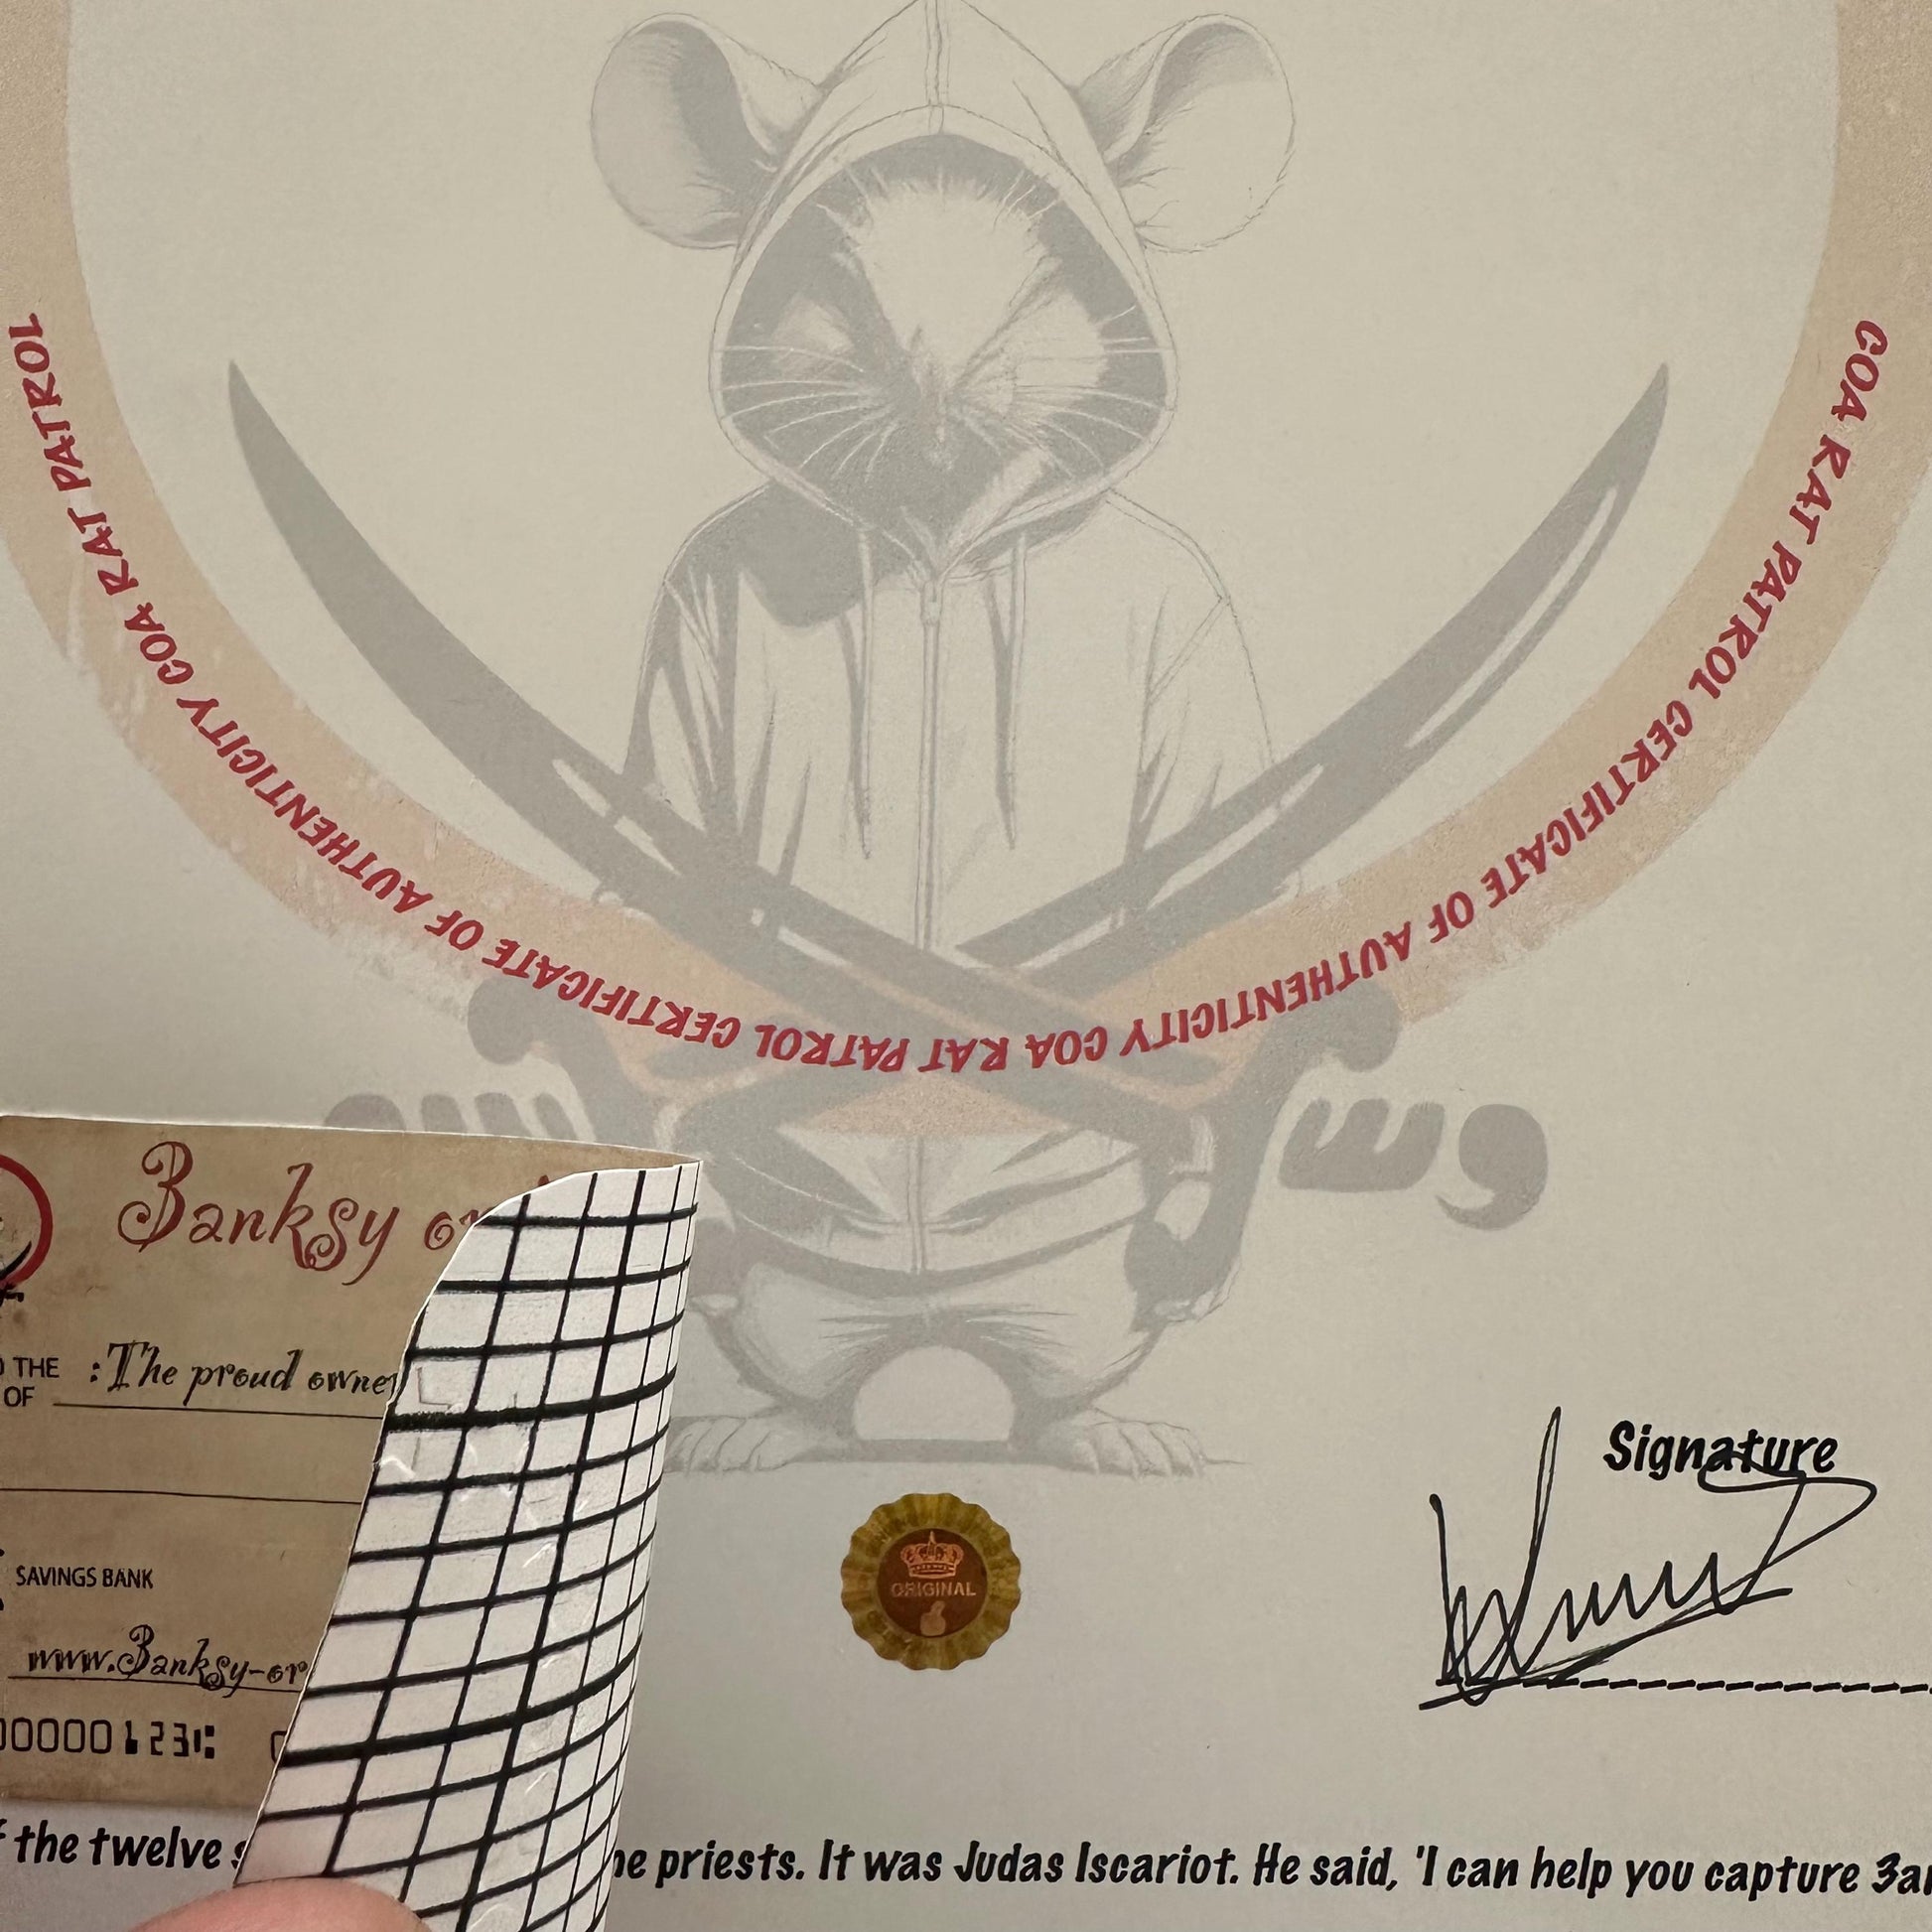 COA RAT PATROL CERTIFICATE OF AUTHENTICITY COA RAT PATROL CERTIFICATE OF AUTHENTICITY COA RAT PATROL
Banksy
THE :The proud owner
OF
SAVINGS BANK
www.Banksy-or
Signature
ORIGINAL
the twelve priests. It was Judas Iscariot. He said, 'I can help you capture